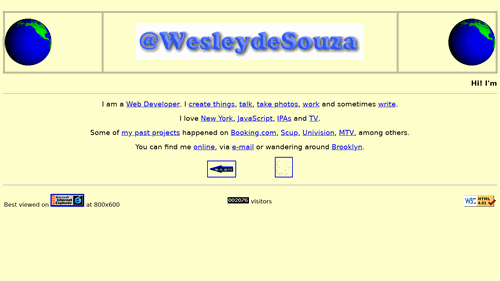 @WesleydeSouza
Hi! I'm
I am a Web Developer. I create things, talk, take photos, work and sometimes write.
I love New York, JavaScript, IPAs and TV.
Some of my past projects happened on Booking.com, Scup, Univision, MTV, among others.
You can find me online, via e-mail or wandering around Brooklyn.
Best viewed on Microsoft Internet Explorer at 800x600
002076 visitors
W3C HTML 4.01